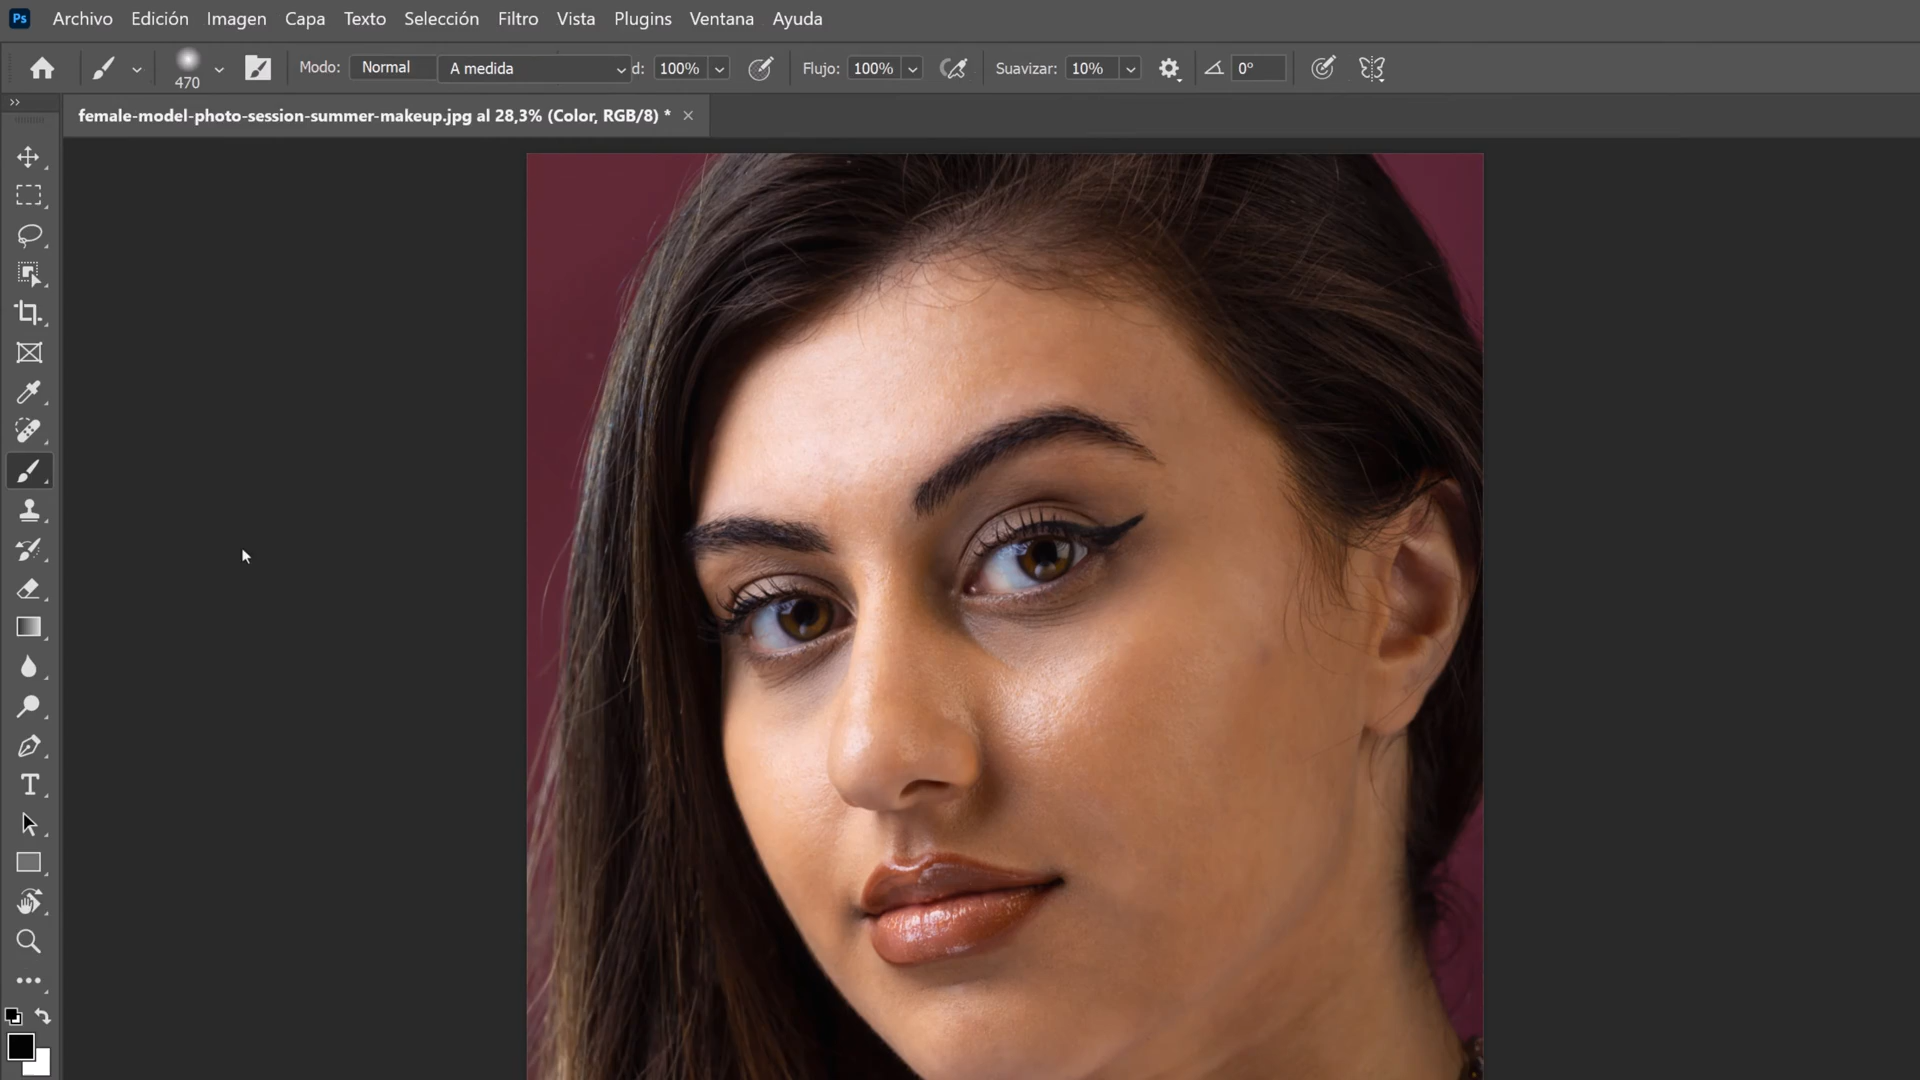 Ps Archivo Edición Imagen Capa Texto Selección Filtro Vista Plugins Ventana Ayuda
470 Modo: Normal A medida d: 100% Flujo: 100% Suavizar: 10% 0°
female-model-photo-session-summer-makeup.jpg al 28,3% (Color, RGB/8) *